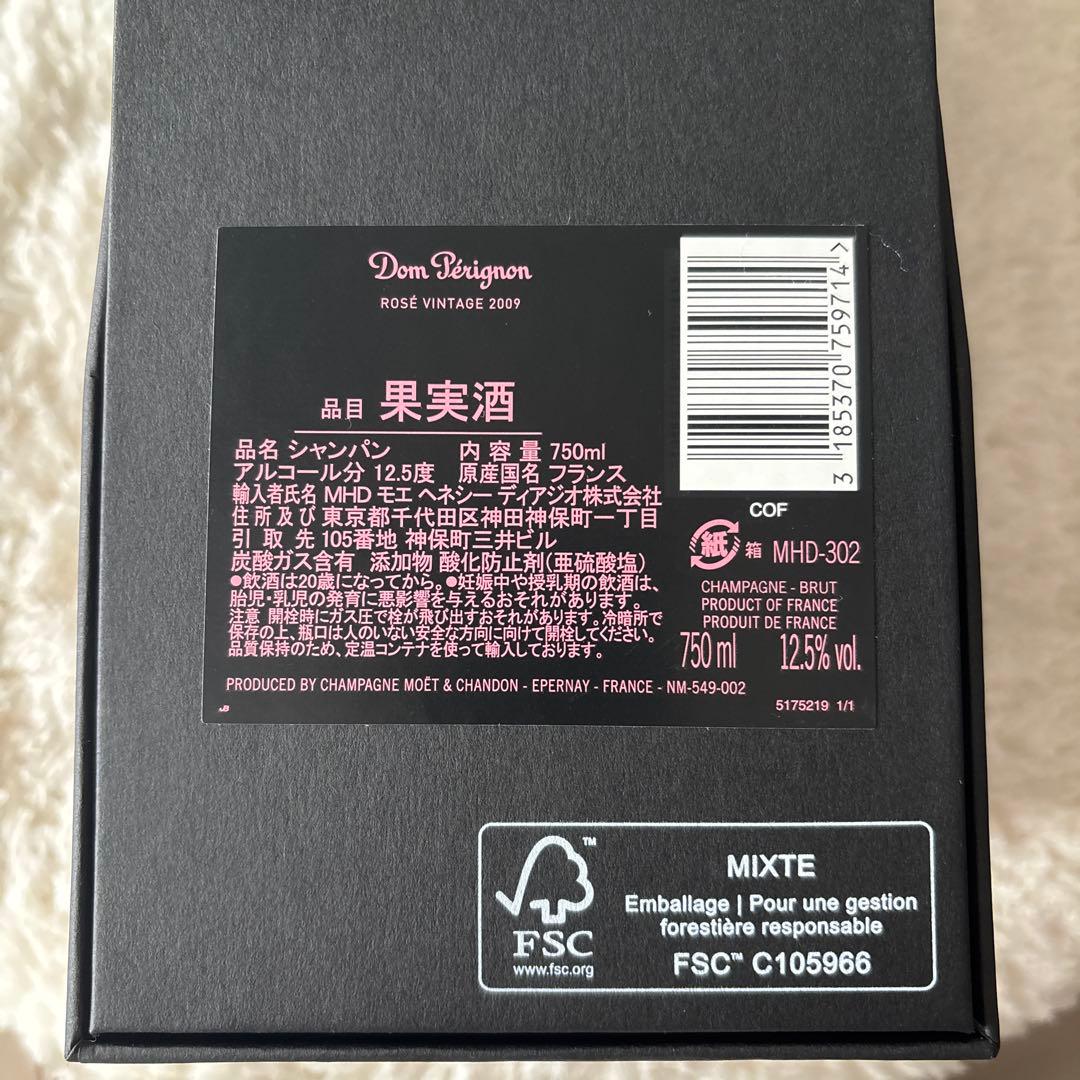 Dom Pérignon
ROSÉ VINTAGE 2009
品目 果実酒
品名 シャンパン 内容量 750ml
アルコール分 12.5度 原産国名 フランス
輸入者氏名 MHD モエ ヘネシー ディアジオ株式会社
住所及び 東京都千代田区神田神保町一丁目
引取先 105番地 神保町三井ビル
炭酸ガス含有 添加物 酸化防止剤(亜硫酸塩)
●飲酒は20歳になってから。●妊娠中や授乳期の飲酒は、
胎児・乳児の発育に悪影響を与えるおそれがあります。
注意 開栓時にガス圧で栓が飛び出すおそれがあります。冷暗所で
保存の上、瓶口は人のいない安全な方向に向けて開栓してください。
品質保持のため、定温コンテナを使って輸入しております。
PRODUCED BY CHAMPAGNE MOËT & CHANDON - EPERNAY - FRANCE - NM-549-002
JB
3 185370 759714 >
COF
紙 箱 MHD-302
CHAMPAGNE - BRUT
PRODUCT OF FRANCE
PRODUIT DE FRANCE
750 ml 12.5% vol.
5175219 1/1
FSC
www.fsc.org
™
MIXTE
Emballage | Pour une gestion
forestière responsable
FSC™ C105966